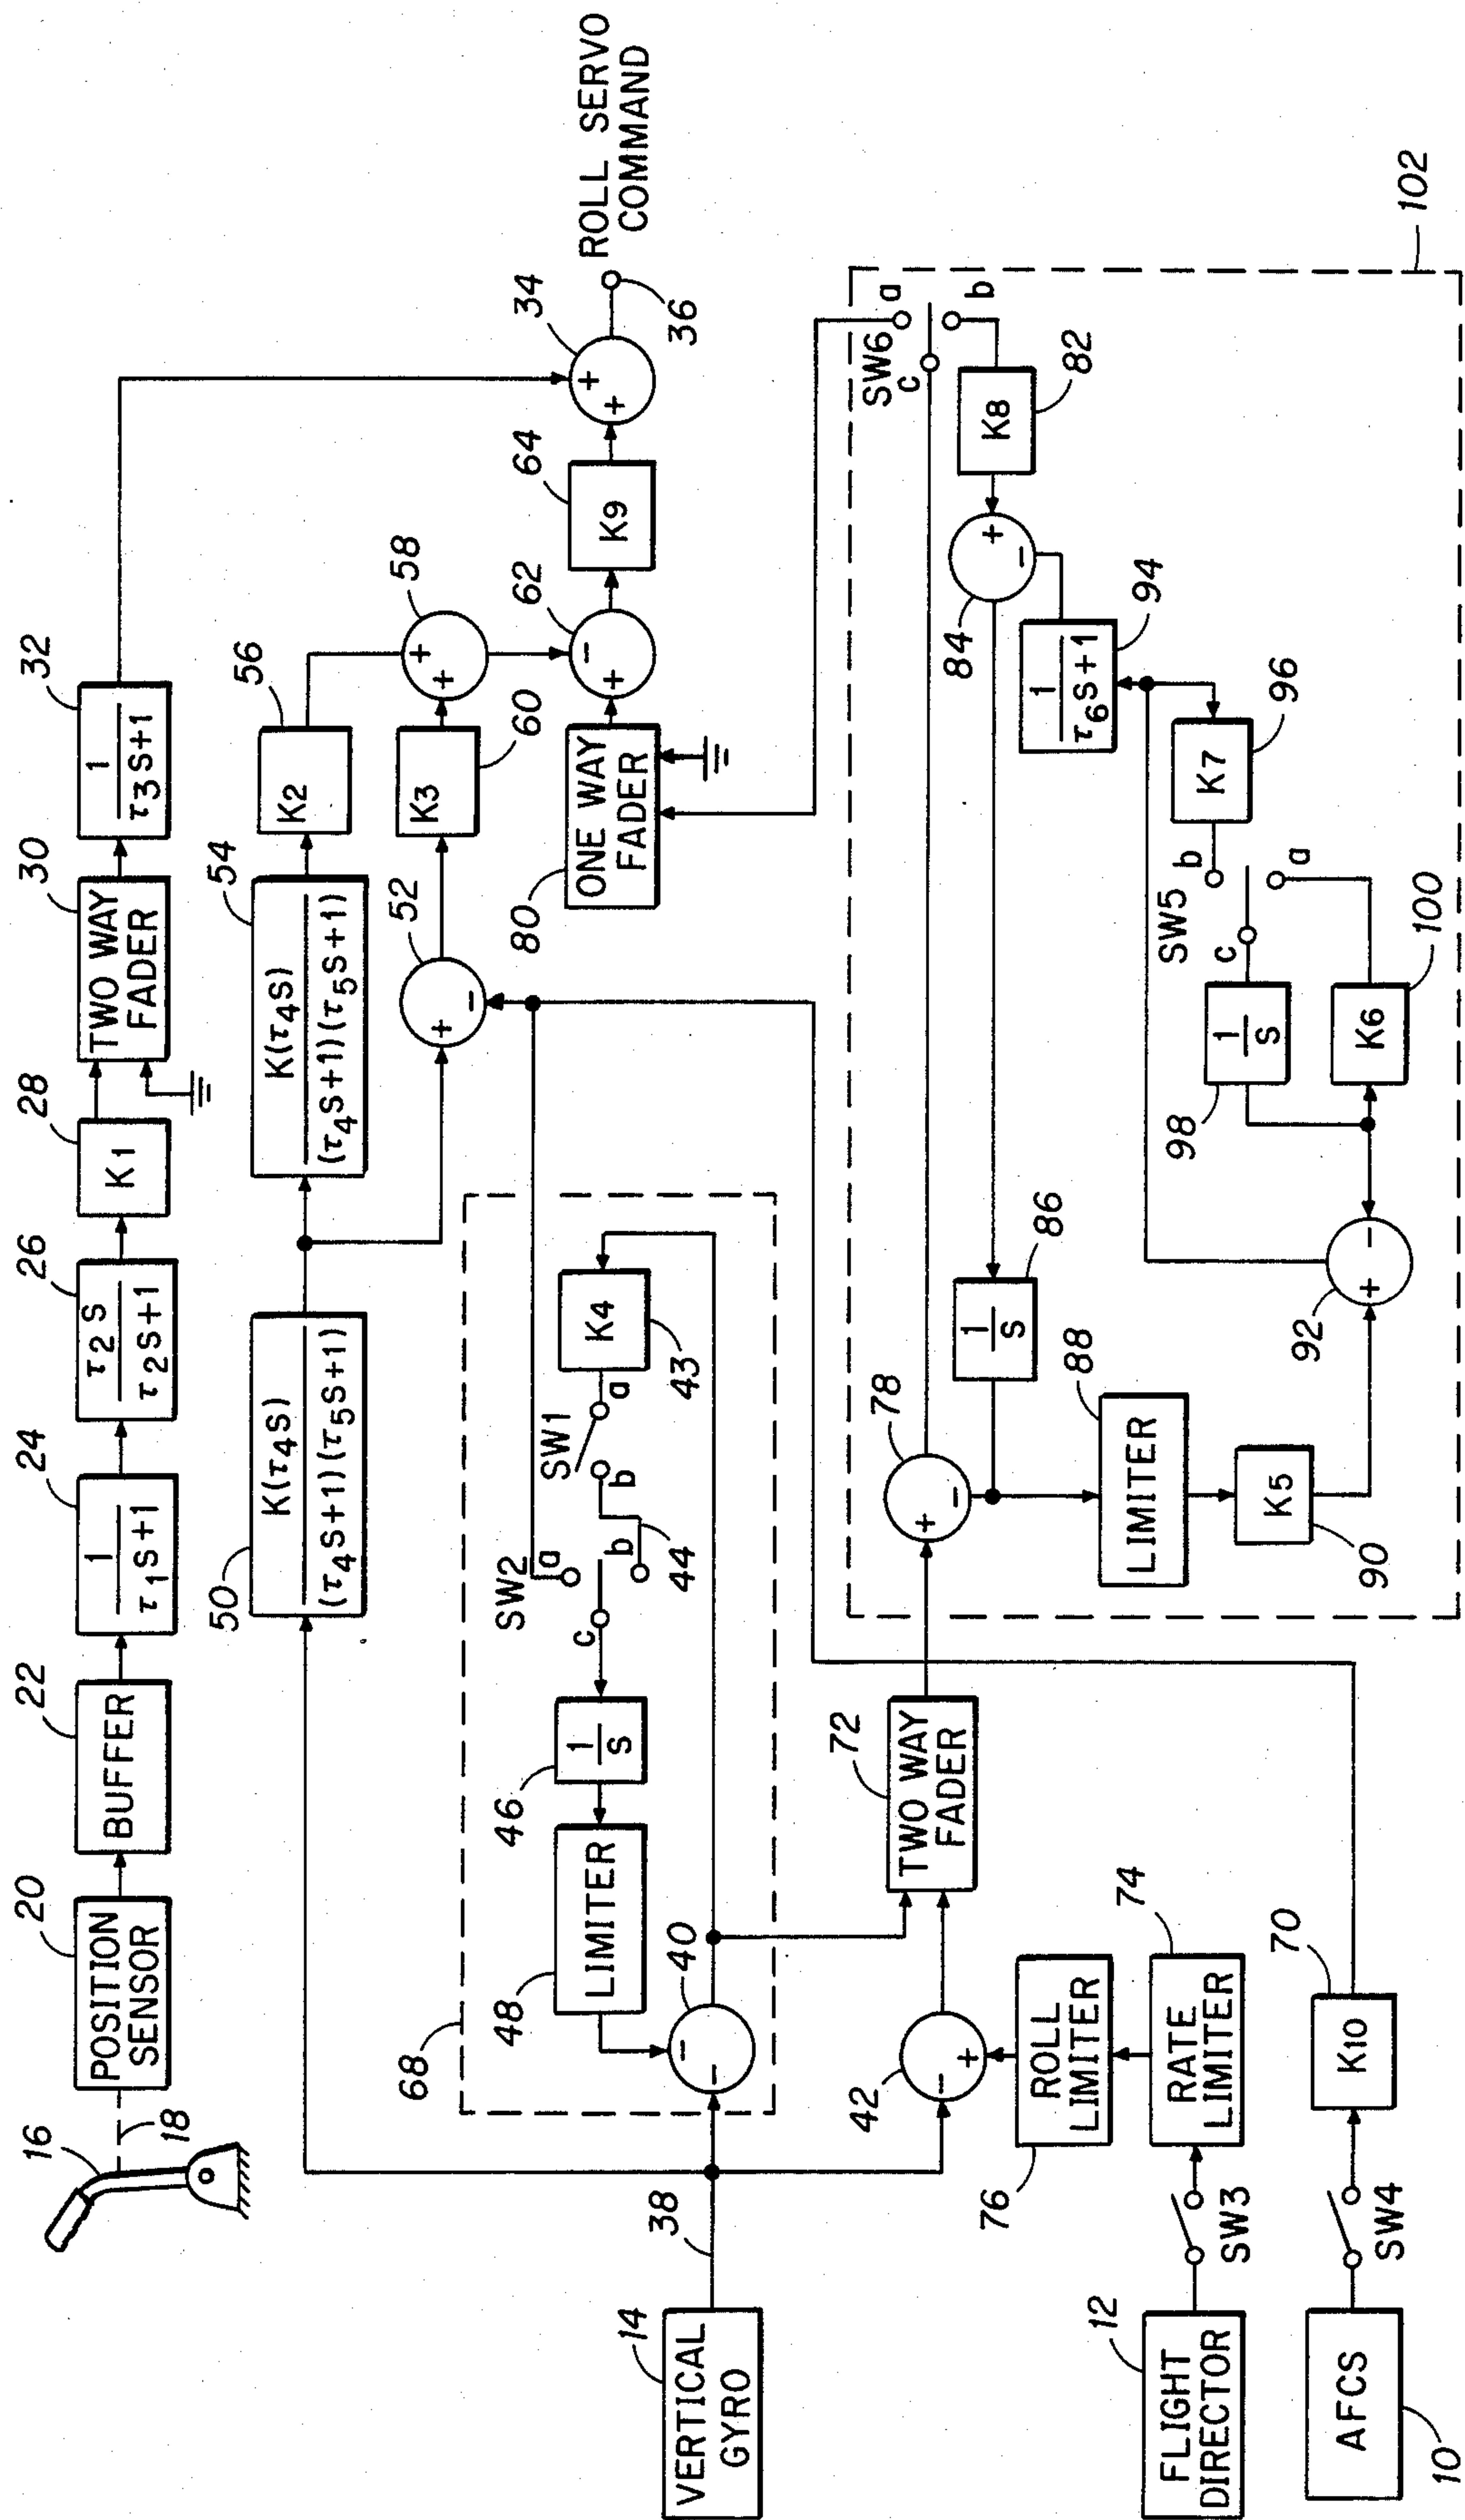 16
18
20
POSITION
SENSOR
22
BUFFER
24
1
τ1S+1
26
τ2S
τ2S+1
28
K1
30
TWO WAY
FADER
32
1
τ3S+1
34
+
+
36
ROLL SERVO
COMMAND
50
K(τ4S)
(τ4S+1)(τ5S+1)
54
K(τ4S)
(τ4S+1)(τ5S+1)
56
K2
58
+
+
52
+
−
K3
60
62
−
+
64
K9
80
ONE WAY
FADER
68
48
LIMITER
46
1
S
SW2
a
b
c
44
SW1
a
b
K4
43
40
−
−
14
VERTICAL
GYRO
38
42
−
+
72
TWO WAY
FADER
76
ROLL
LIMITER
74
RATE
LIMITER
12
FLIGHT
DIRECTOR
SW3
10
AFCS
SW4
70
K10
102
78
+
−
SW6
a
b
c
K8
82
84
+
−
86
1
S
88
LIMITER
K5
90
92
+
−
94
1
τ6S+1
96
K7
SW5
b
a
c
98
1
S
K6
100